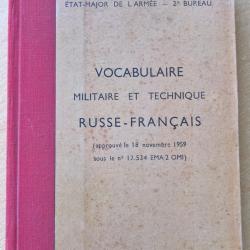 ÉTAT-MAJOR DE L'ARMÉE — 2e BUREAU
VOCABULAIRE
MILITAIRE ET TECHNIQUE
RUSSE-FRANÇAIS
(approuvé le 18 novembre 1959
sous le n° 17.534 EMA/2 OMI)